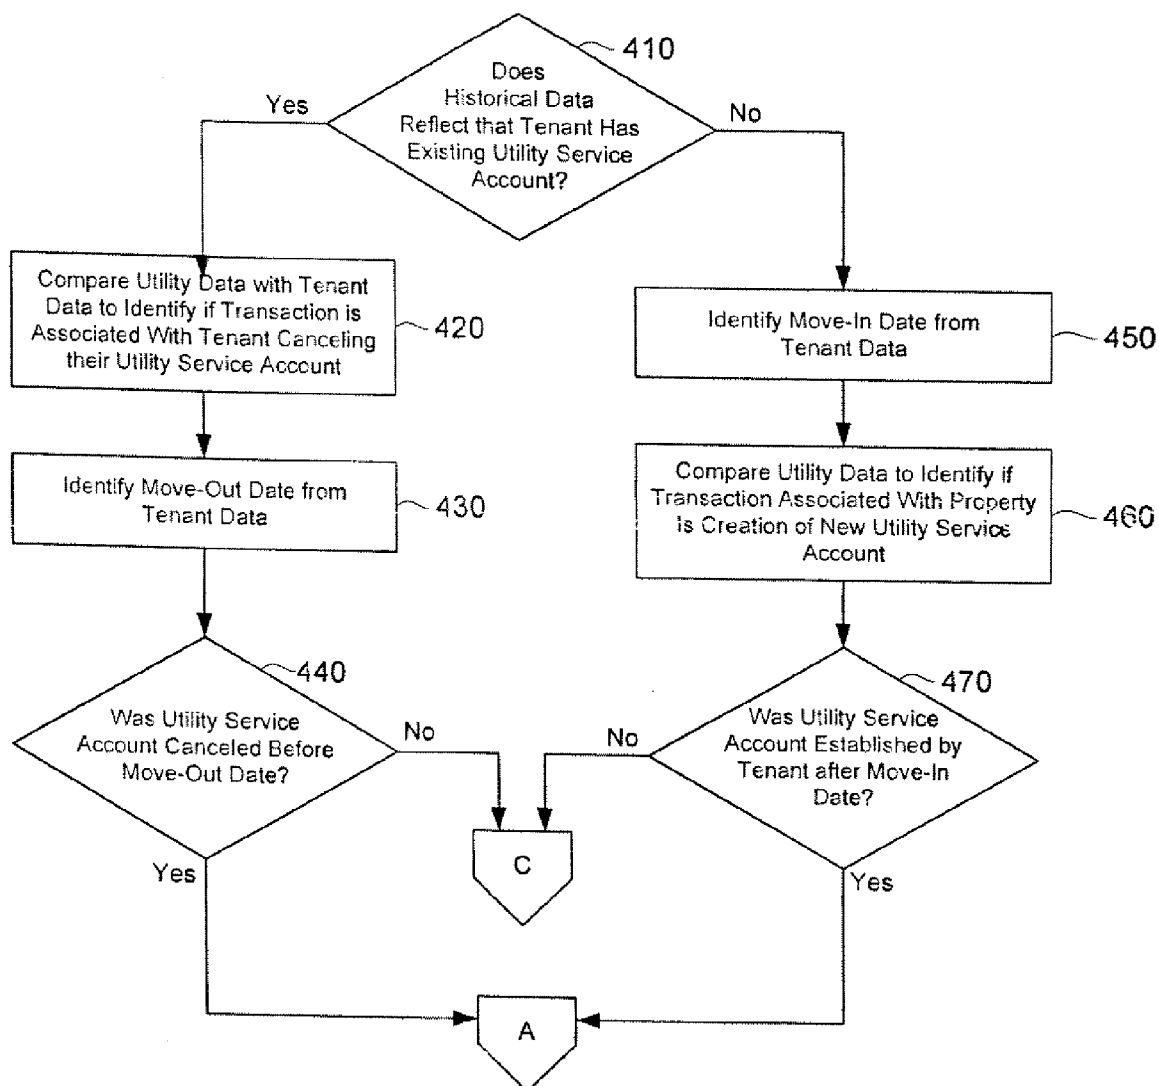 410
Does
Historical Data
Reflect that Tenant Has
Existing Utility Service
Account?
Yes
No
Compare Utility Data with Tenant
Data to Identify if Transaction is
Associated With Tenant Canceling
their Utility Service Account
420
Identify Move-In Date from
Tenant Data
450
Identify Move-Out Date from
Tenant Data
430
Compare Utility Data to Identify if
Transaction Associated With Property
is Creation of New Utility Service
Account
460
440
Was Utility Service
Account Canceled Before
Move-Out Date?
No
Yes
470
Was Utility Service
Account Established by
Tenant after Move-In
Date?
No
Yes
C
A